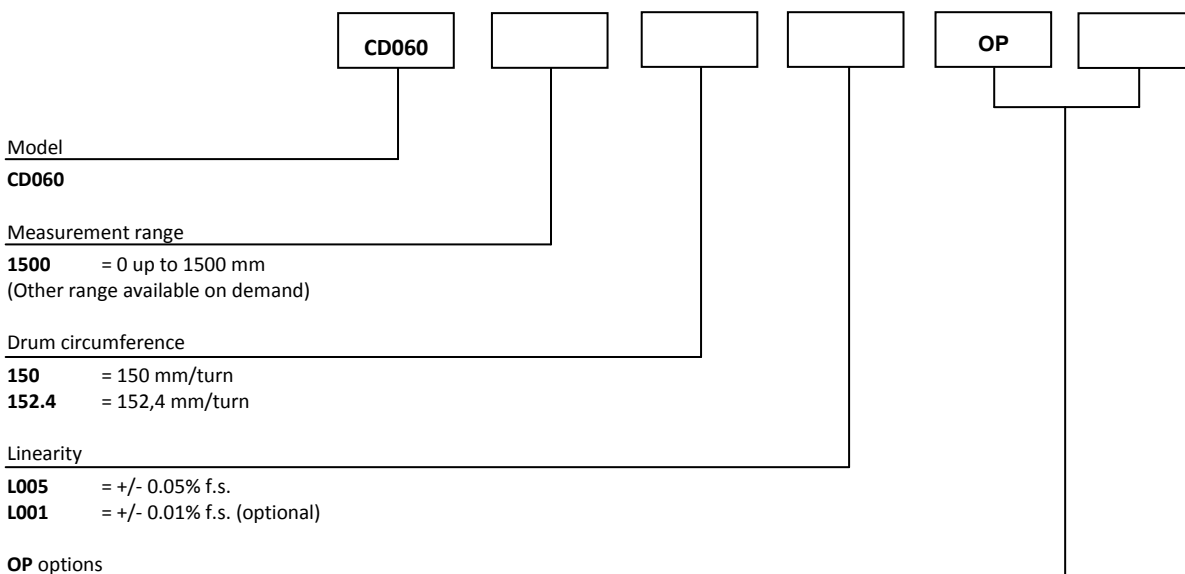 CD060 OP
Model
CD060
Measurement range
1500 = 0 up to 1500 mm
(Other range available on demand)
Drum circumference
150 = 150 mm/turn
152.4 = 152,4 mm/turn
Linearity
L005 = +/- 0.05% f.s.
L001 = +/- 0.01% f.s. (optional)
OP options